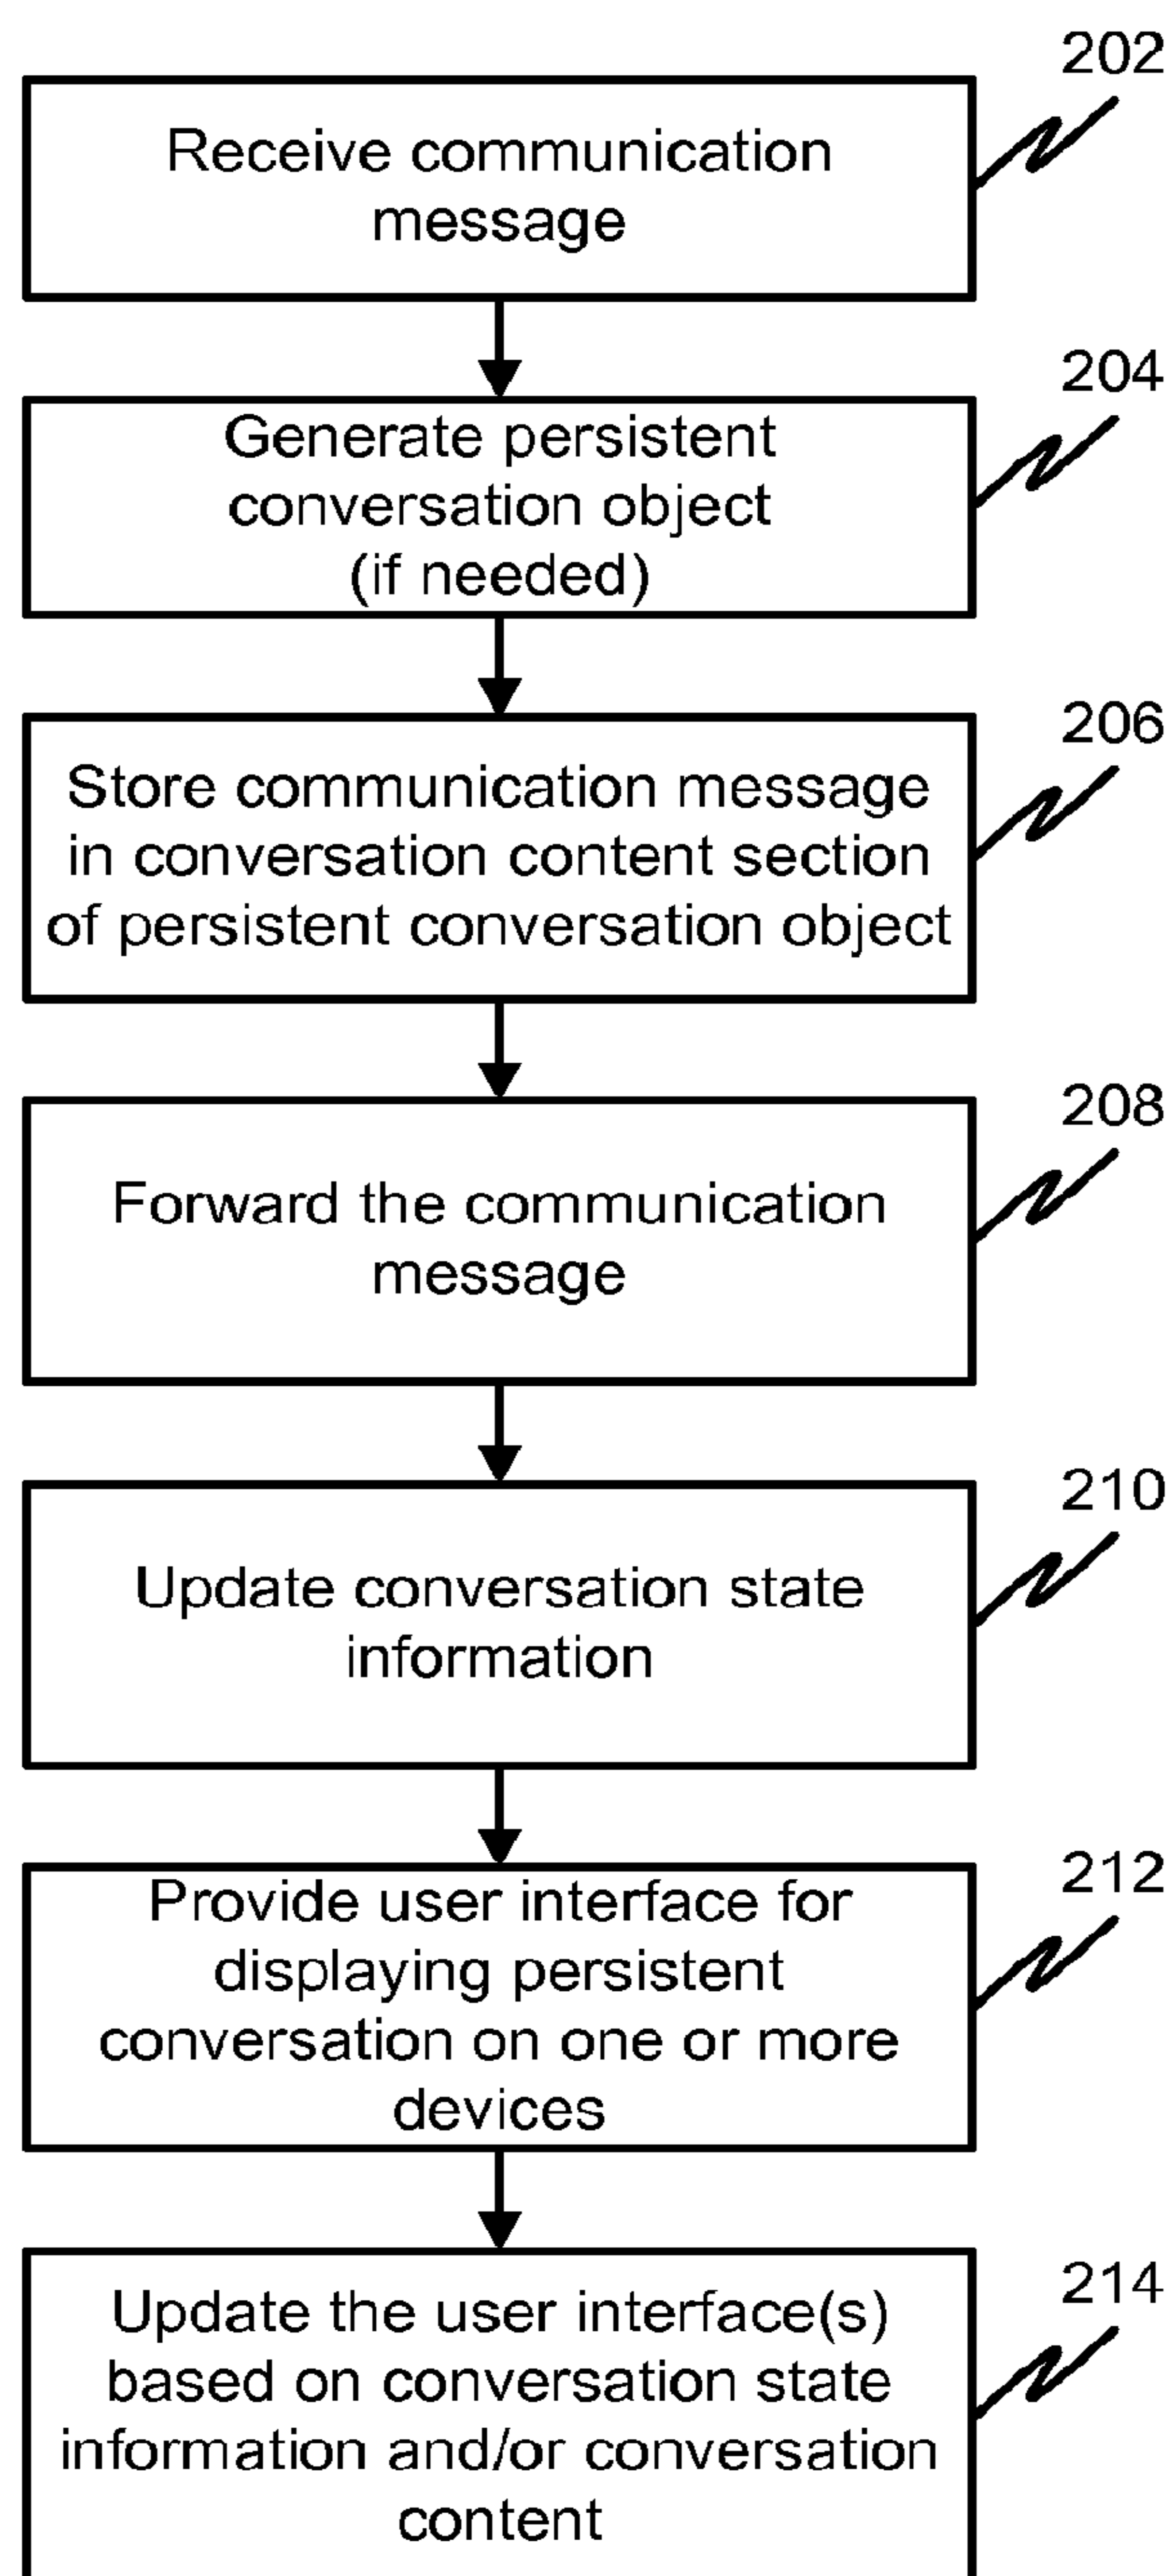 202
Receive communication
message
204
Generate persistent
conversation object
(if needed)
206
Store communication message
in conversation content section
of persistent conversation object
208
Forward the communication
message
210
Update conversation state
information
212
Provide user interface for
displaying persistent
conversation on one or more
devices
214
Update the user interface(s)
based on conversation state
information and/or conversation
content